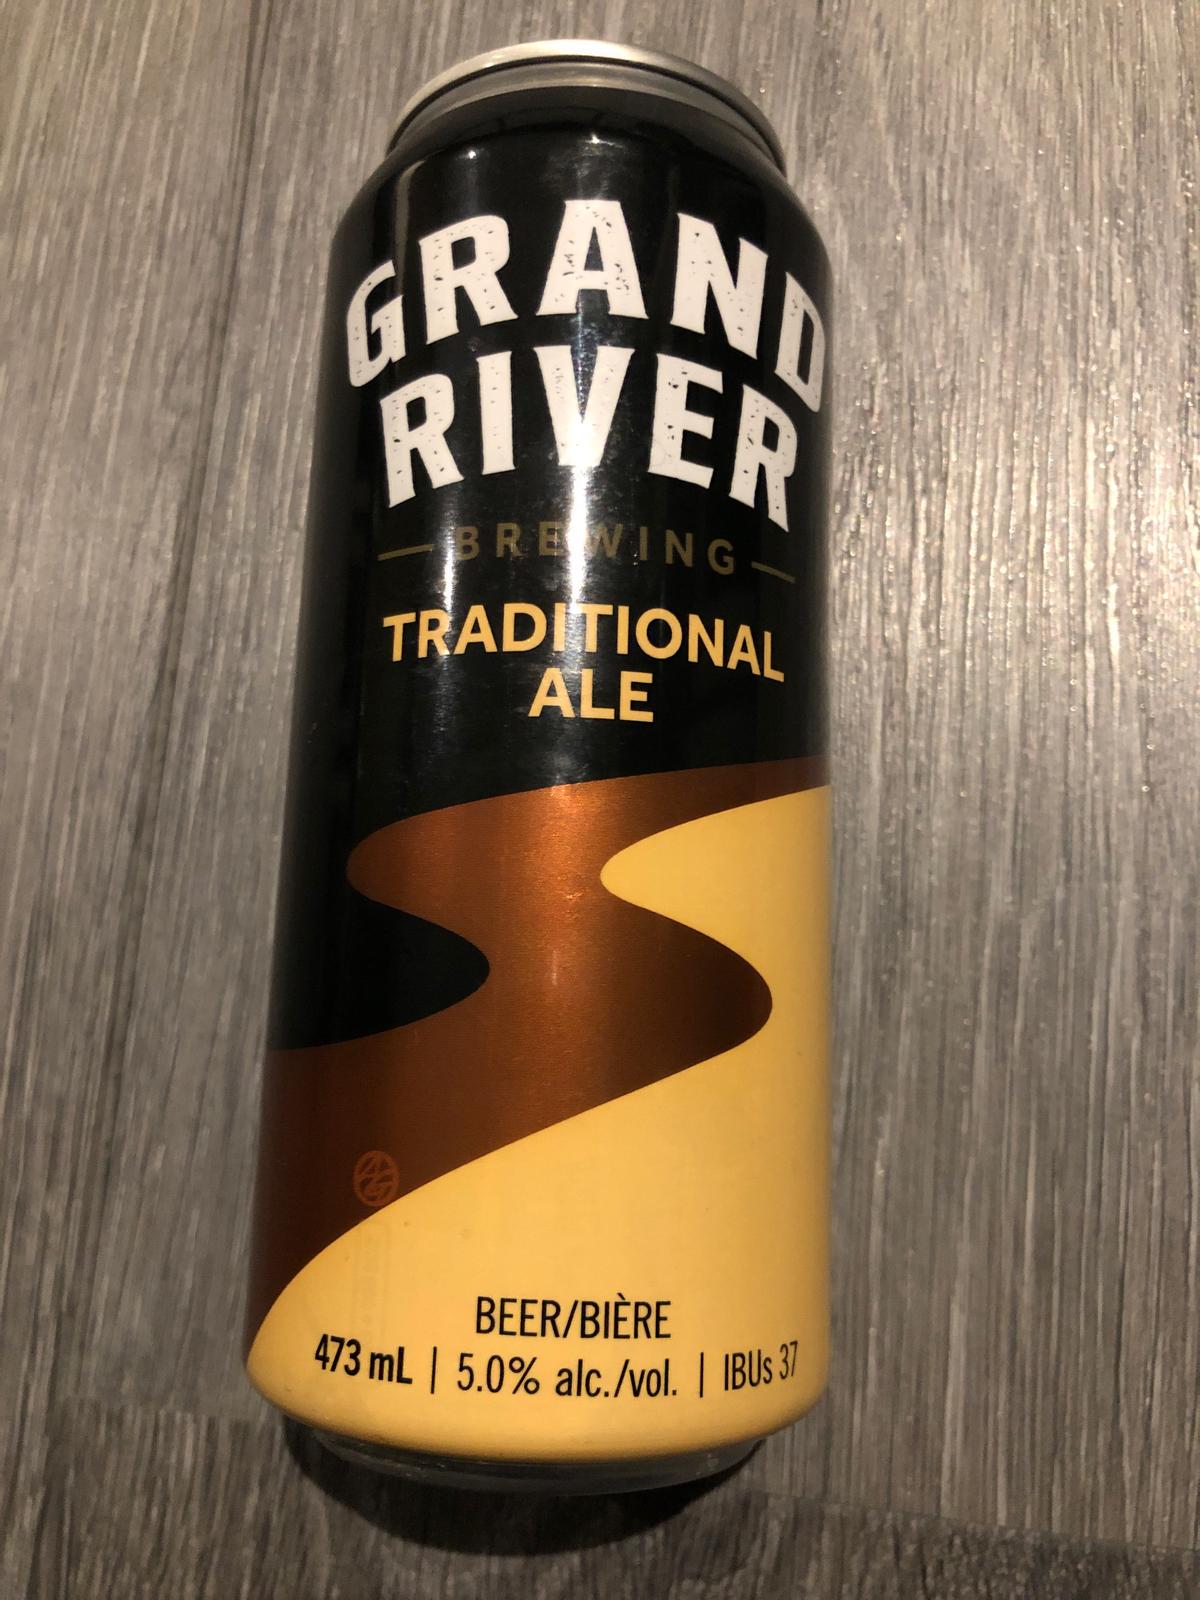 GRAND
RIVER
BREWING
TRADITIONAL
ALE
BEER/BIÈRE
473 mL | 5.0% alc./vol. | IBUs 37